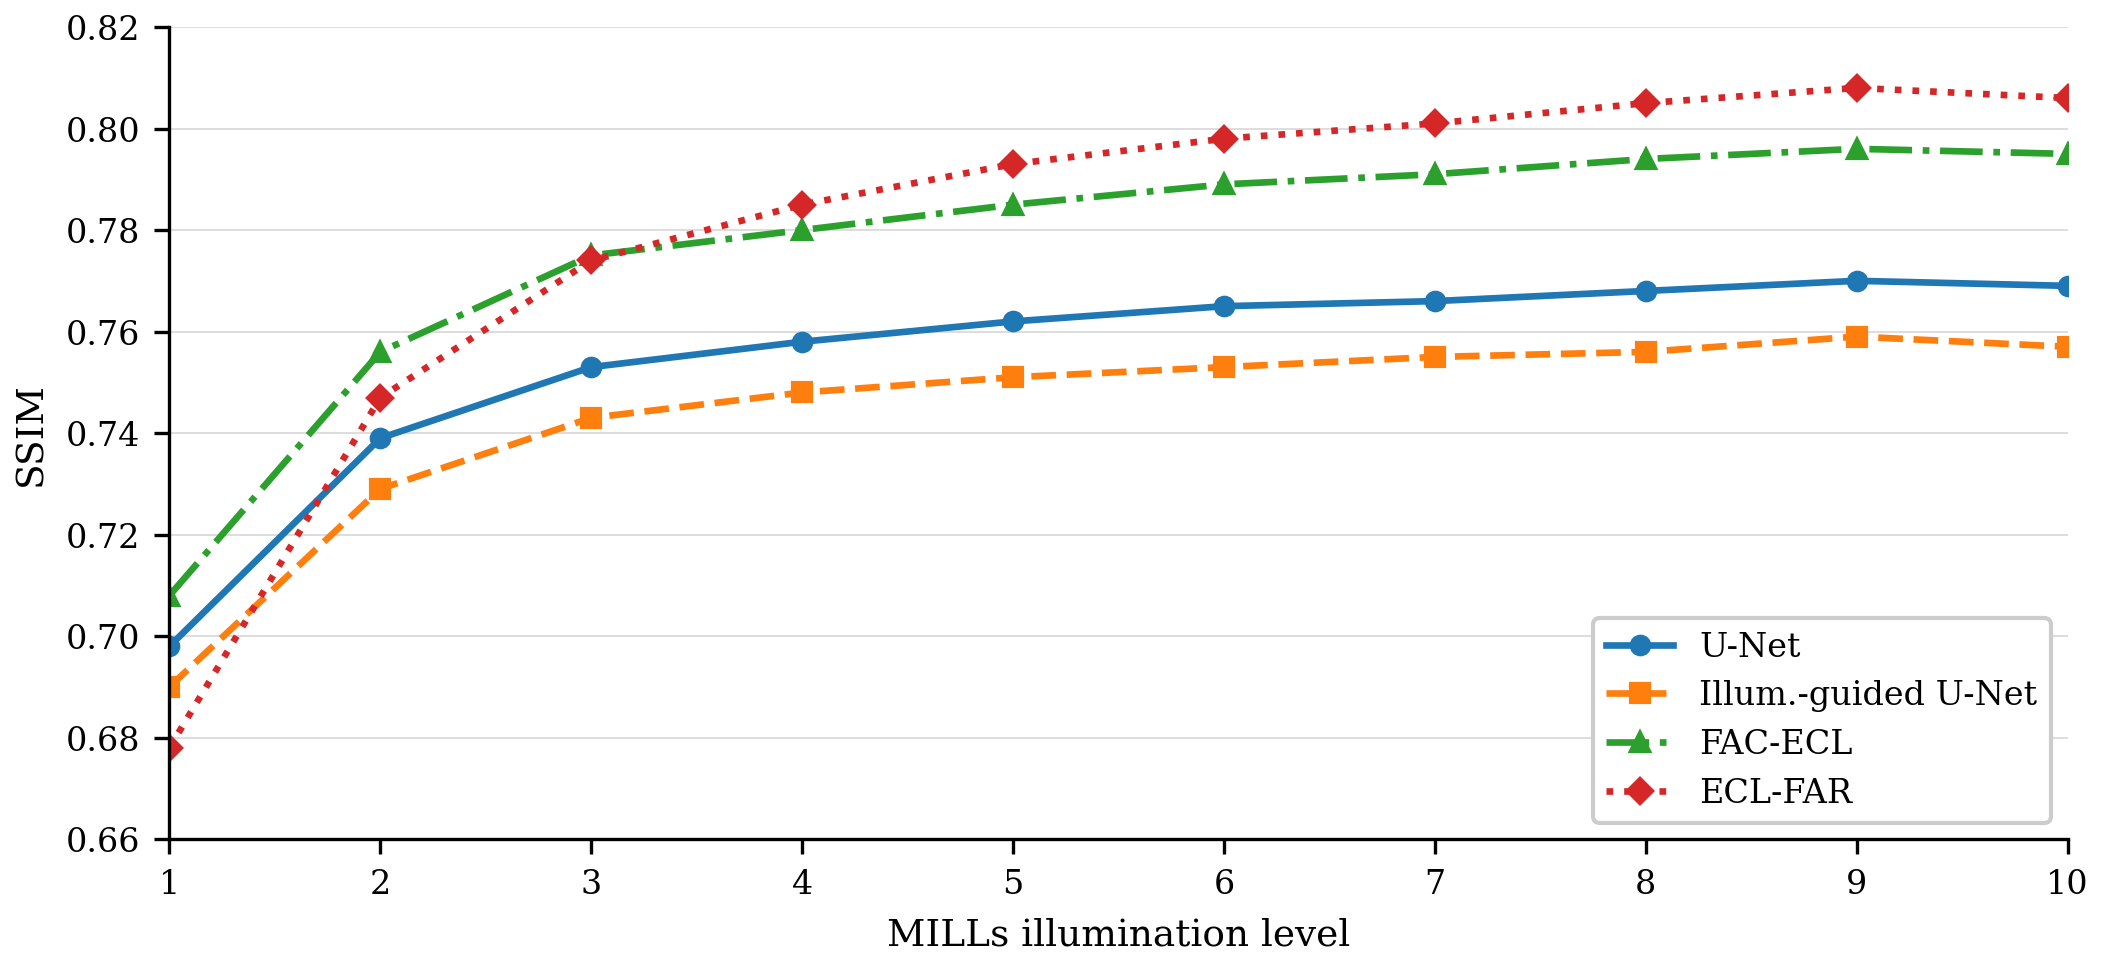 0.82
0.80
0.78
0.76
0.74
0.72
0.70
0.68
0.66
SSIM
1 2 3 4 5 6 7 8 9 10
MILLs illumination level
U-Net
Illum.-guided U-Net
FAC-ECL
ECL-FAR